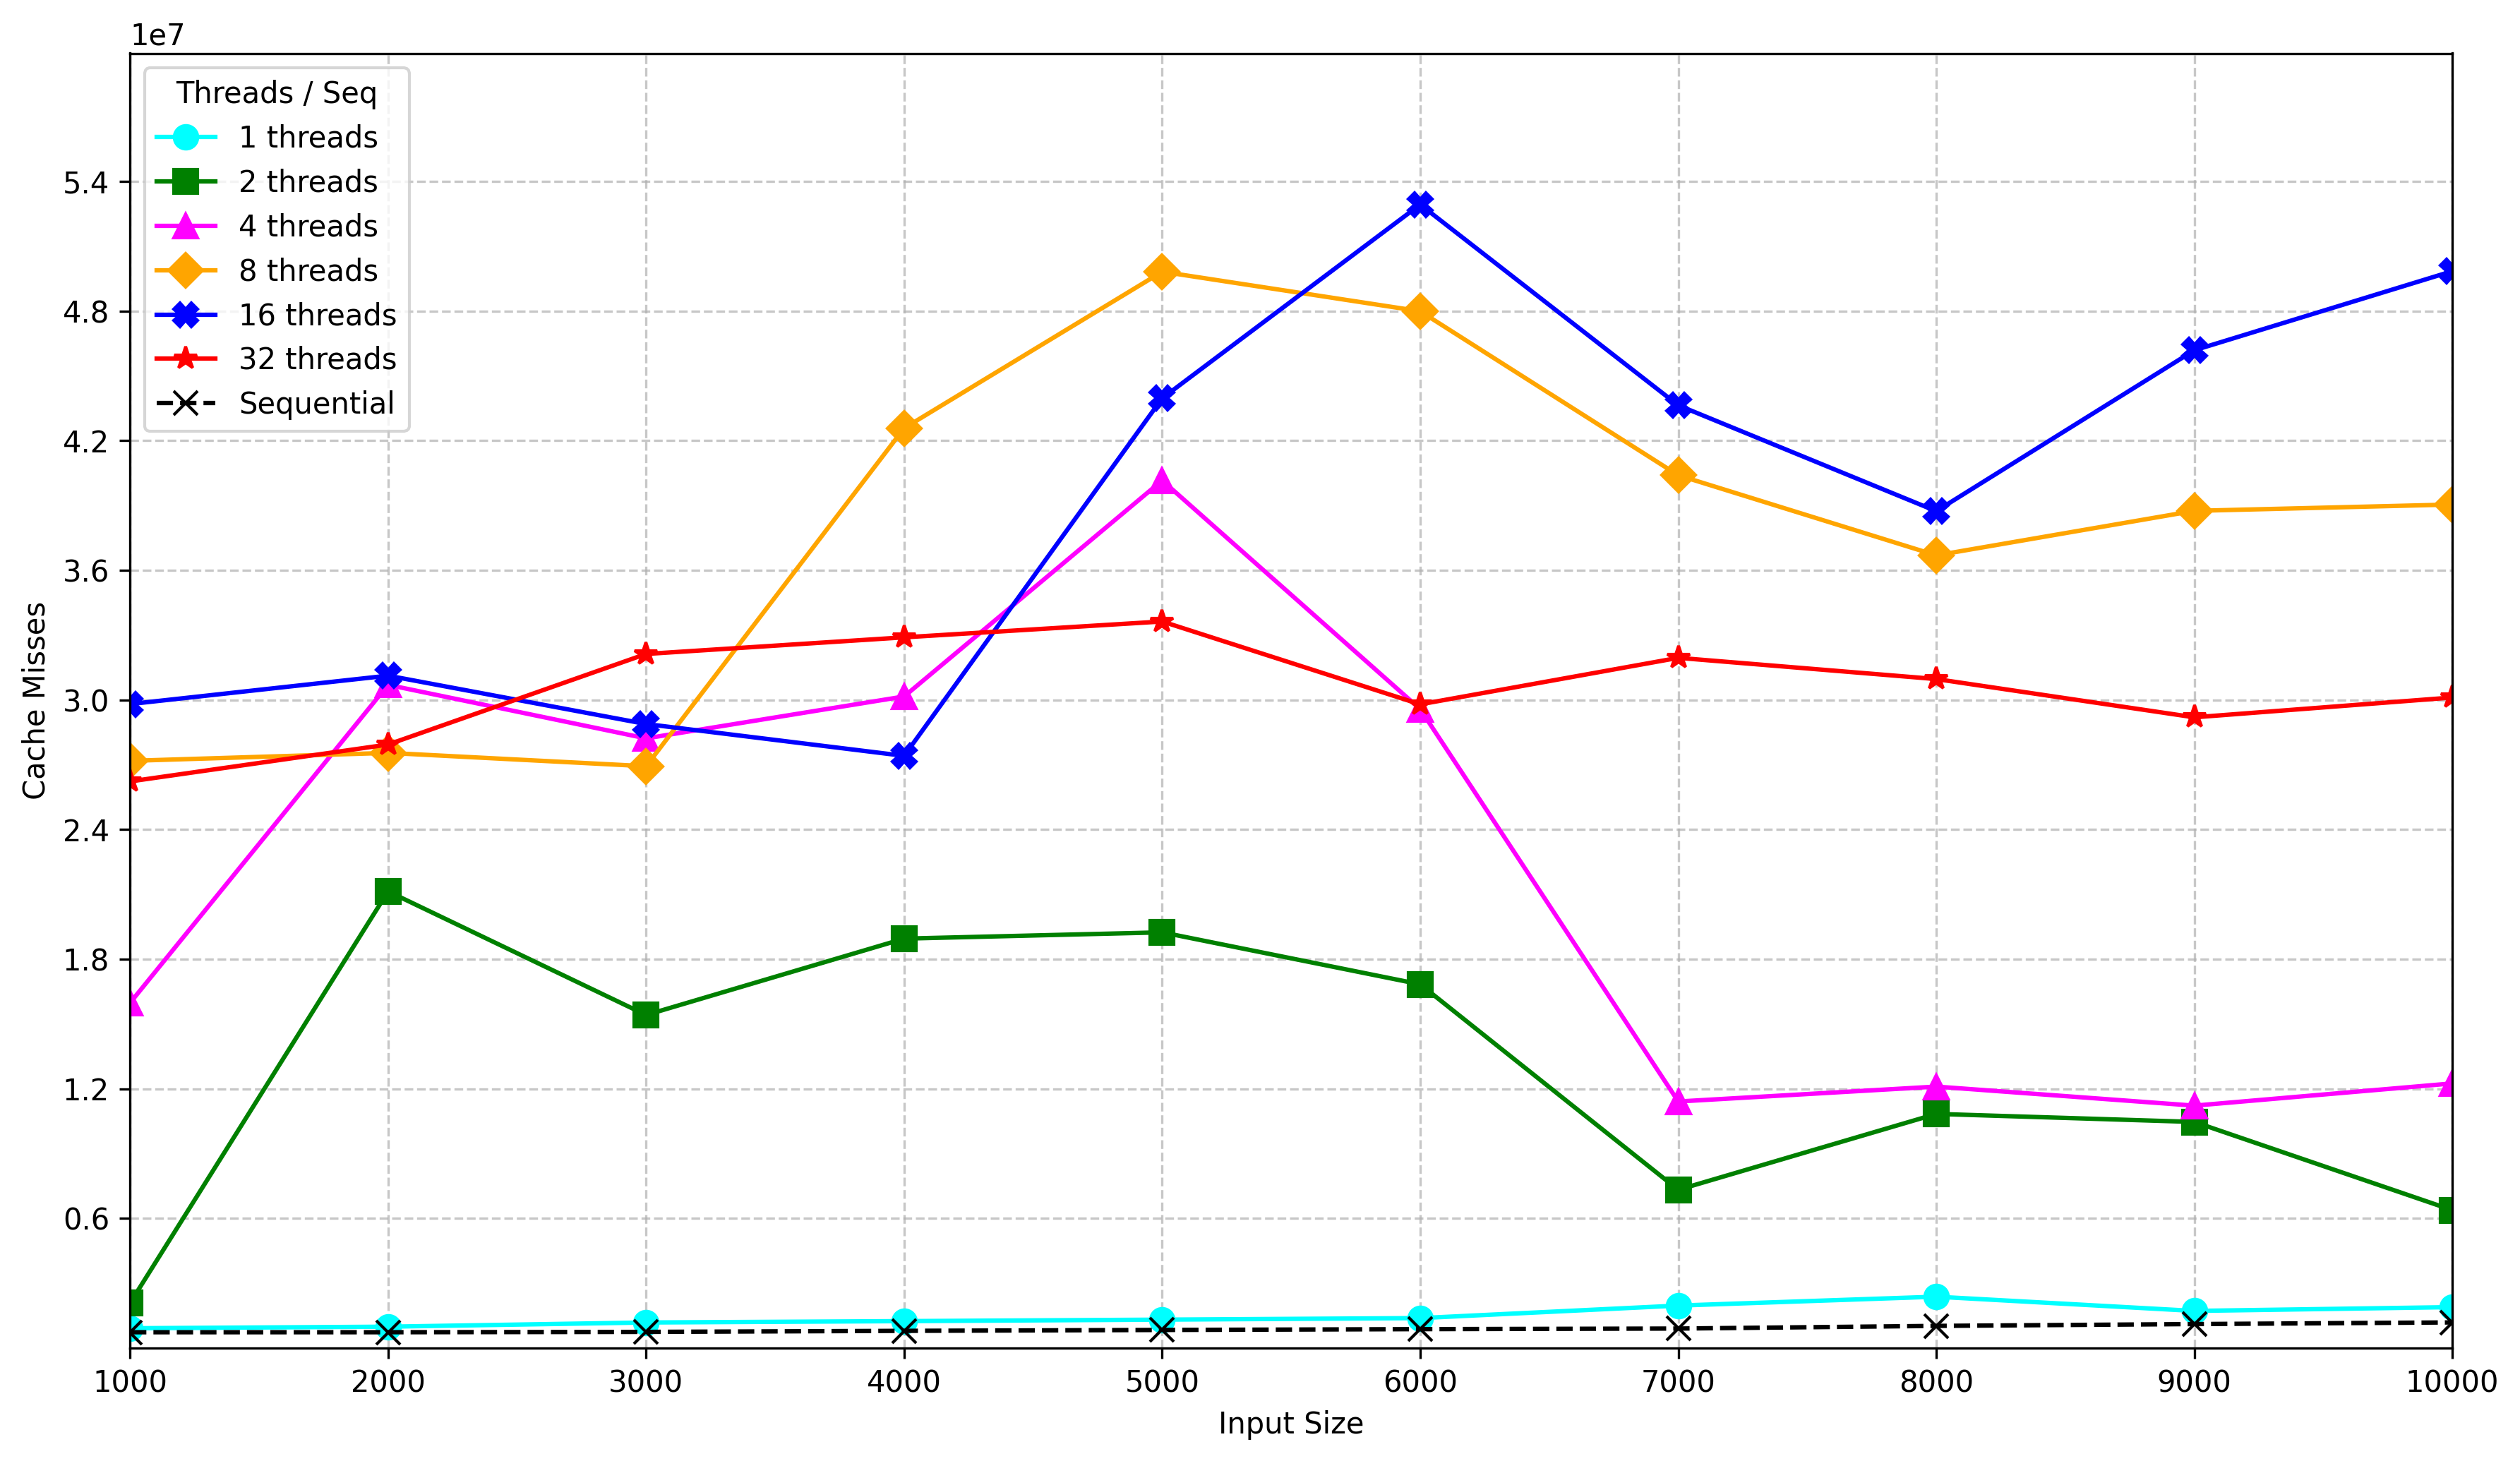 1e7
Threads / Seq
1 threads
2 threads
4 threads
8 threads
16 threads
32 threads
Sequential
5.4
4.8
4.2
3.6
3.0
2.4
1.8
1.2
0.6
Cache Misses
1000 2000 3000 4000 5000 6000 7000 8000 9000 10000
Input Size